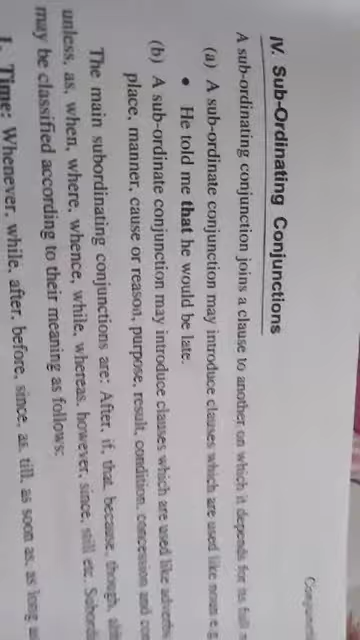 IV. Sub-Ordinating Conjunctions
A sub-ordinating conjunction joins a clause to another on which it depends for its full
(a) A sub-ordinate conjunction may introduce clauses which are used like noun e.g.
• He told me that he would be late.
(b) A sub-ordinate conjunction may introduce clauses which are used like adverbs
place, manner, cause or reason, purpose, result, condition, concession and
The main subordinating conjunctions are: After, if, that, because, though,
unless, as, when, where, whence, while, whereas, however, since, still etc.
may be classified according to their meaning as follows:
1. Time: Whenever, while, after, before, since, as, till, as soon as, as long